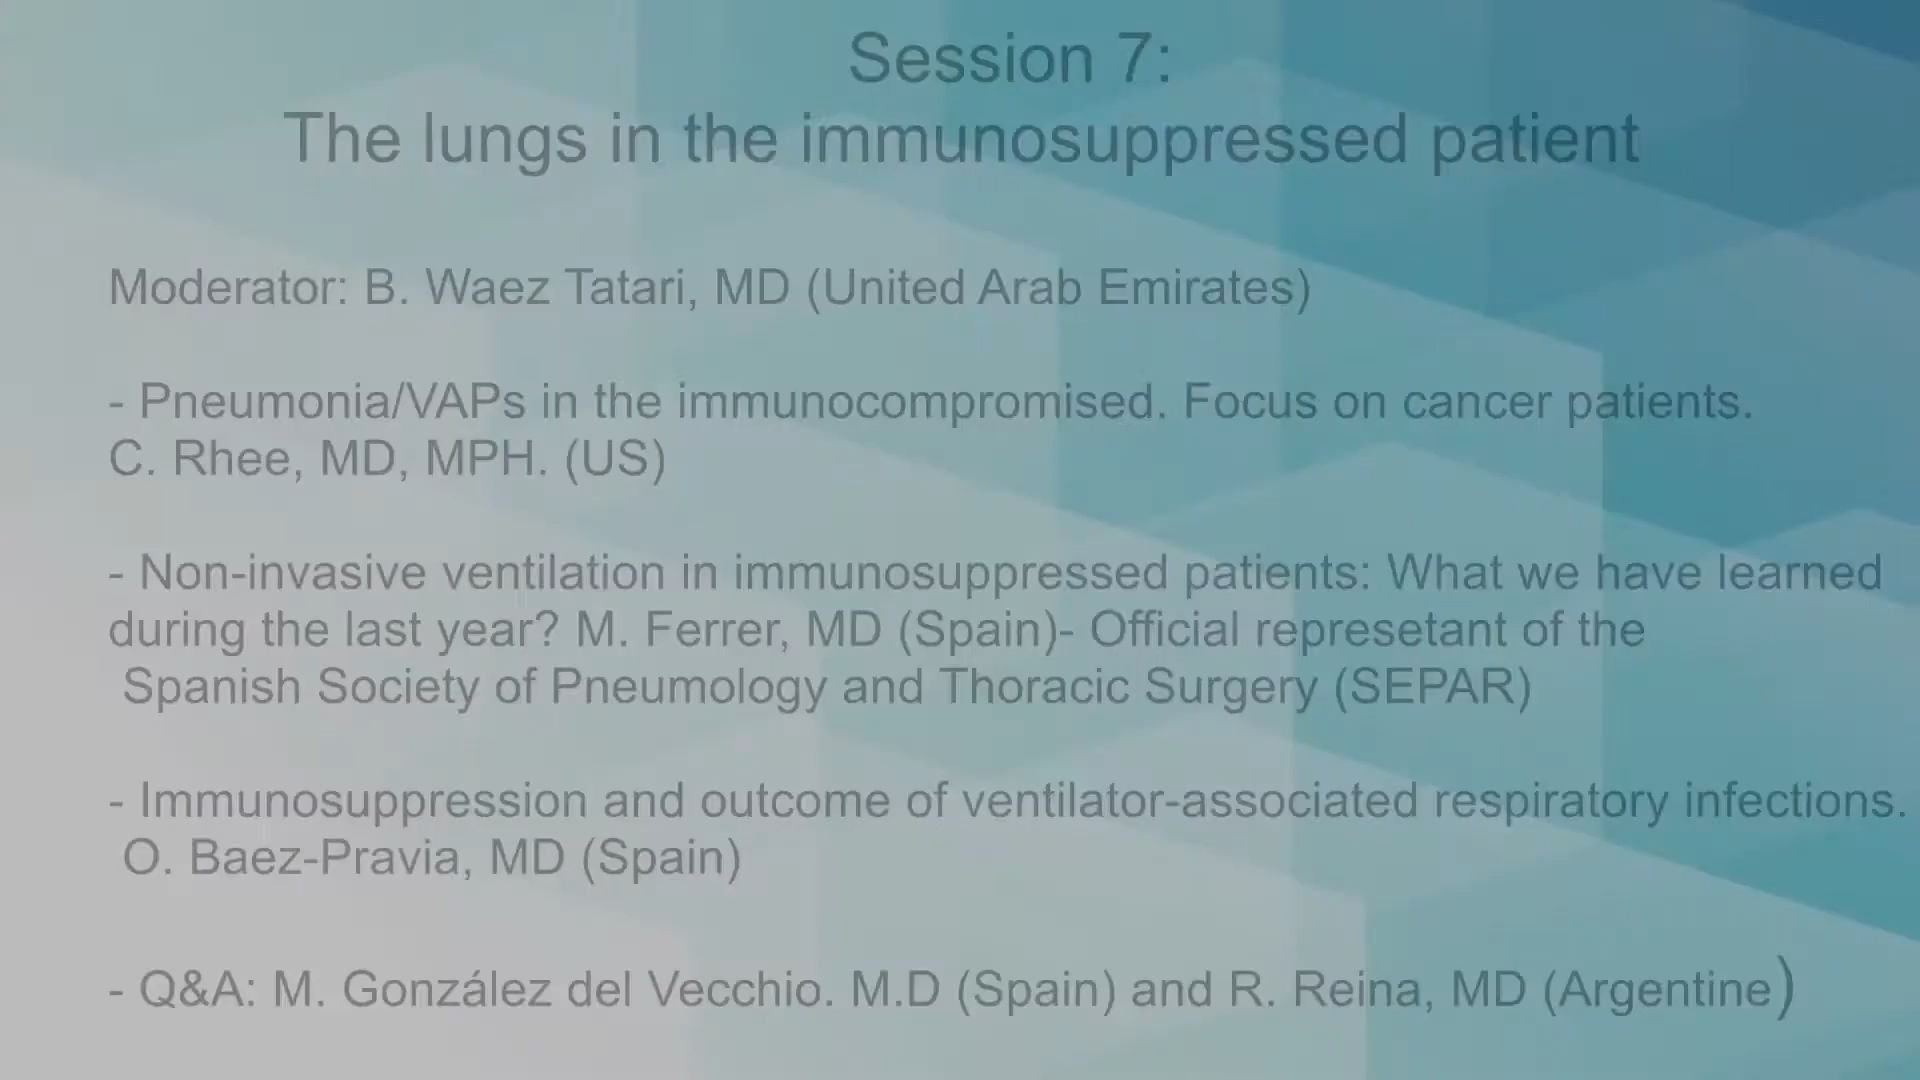 Session 7:
The lungs in the immunosuppressed patient
Moderator: B. Waez Tatari, MD (United Arab Emirates)
- Pneumonia/VAPs in the immunocompromised. Focus on cancer patients.
C. Rhee, MD, MPH. (US)
- Non-invasive ventilation in immunosuppressed patients: What we have learned
during the last year? M. Ferrer, MD (Spain)- Official represetant of the
Spanish Society of Pneumology and Thoracic Surgery (SEPAR)
- Immunosuppression and outcome of ventilator-associated respiratory infections.
O. Baez-Pravia, MD (Spain)
- Q&A: M. González del Vecchio. M.D (Spain) and R. Reina, MD (Argentine)